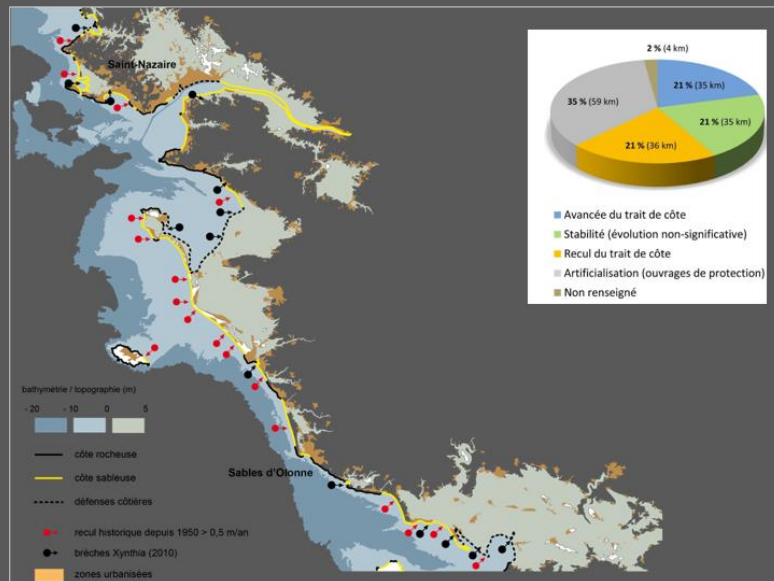 Saint-Nazaire
Sables d'Olonne
bathymétrie / topographie (m)
- 20 - 10 0 5
côte rocheuse
côte sableuse
défenses côtières
recul historique depuis 1950 > 0,5 m/an
brèches Xynthia (2010)
zones urbanisées
2 % (4 km)
21 % (35 km)
35 % (59 km)
21 % (35 km)
21 % (36 km)
Avancée du trait de côte
Stabilité (évolution non-significative)
Recul du trait de côte
Artificialisation (ouvrages de protection)
Non renseigné